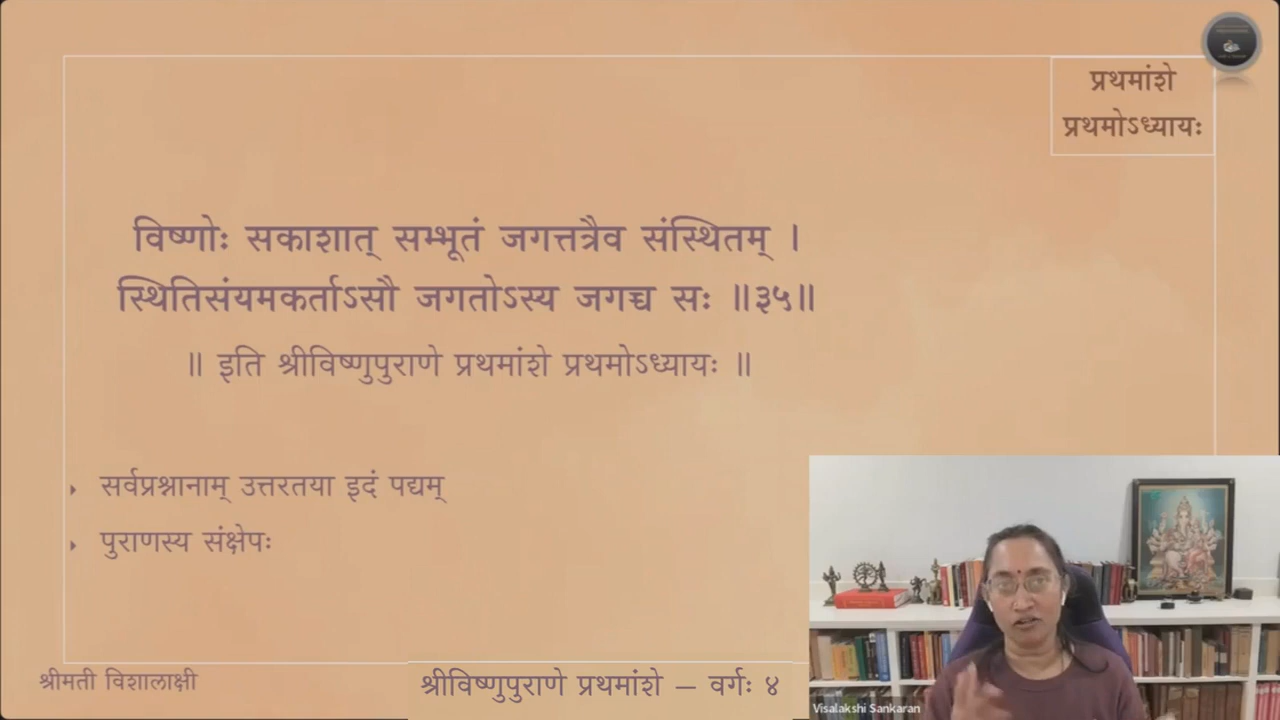 प्रथमांशे
प्रथमोऽध्यायः
विष्णोः सकाशात् सम्भूतं जगत्तत्रैव संस्थितम् ।
स्थितिसंयमकर्ताऽसौ जगतोऽस्य जगच्च सः ॥३५॥
॥ इति श्रीविष्णुपुराणे प्रथमांशे प्रथमोऽध्यायः ॥
सर्वप्रश्नानाम् उत्तरतया इदं पद्यम्
पुराणस्य संक्षेपः
श्रीमती विशालाक्षी
श्रीविष्णुपुराणे प्रथमांशे – वर्गः ४
Visalakshi Sankaran